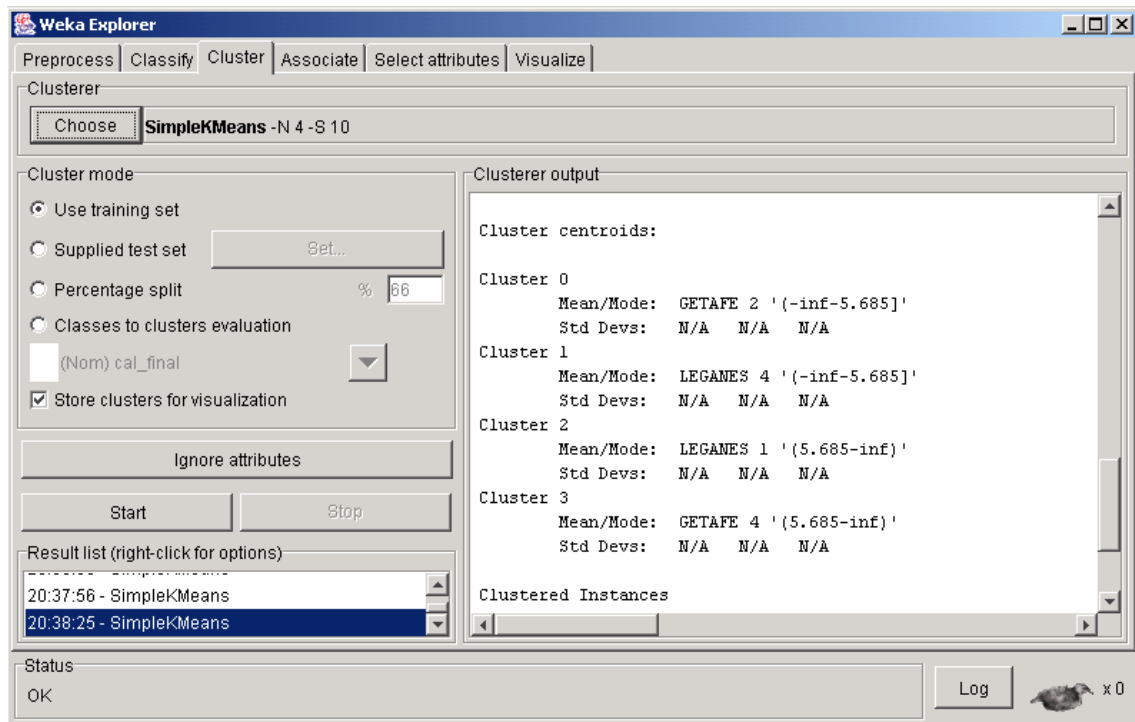 Weka Explorer
Preprocess Classify Cluster Associate Select attributes Visualize
Clusterer
Choose SimpleKMeans -N 4 -S 10
Cluster mode
Use training set
Supplied test set Set...
Percentage split % 66
Classes to clusters evaluation
(Nom) cal_final
Store clusters for visualization
Ignore attributes
Start Stop
Result list (right-click for options)
20:37:56 - SimpleKMeans
20:38:25 - SimpleKMeans
Clusterer output
Cluster centroids:
Cluster 0
Mean/Mode: GETAFE 2 '(-inf-5.685]'
Std Devs: N/A N/A N/A
Cluster 1
Mean/Mode: LEGANES 4 '(-inf-5.685]'
Std Devs: N/A N/A N/A
Cluster 2
Mean/Mode: LEGANES 1 '(5.685-inf)'
Std Devs: N/A N/A N/A
Cluster 3
Mean/Mode: GETAFE 4 '(5.685-inf)'
Std Devs: N/A N/A N/A
Clustered Instances
Status
OK
Log x 0